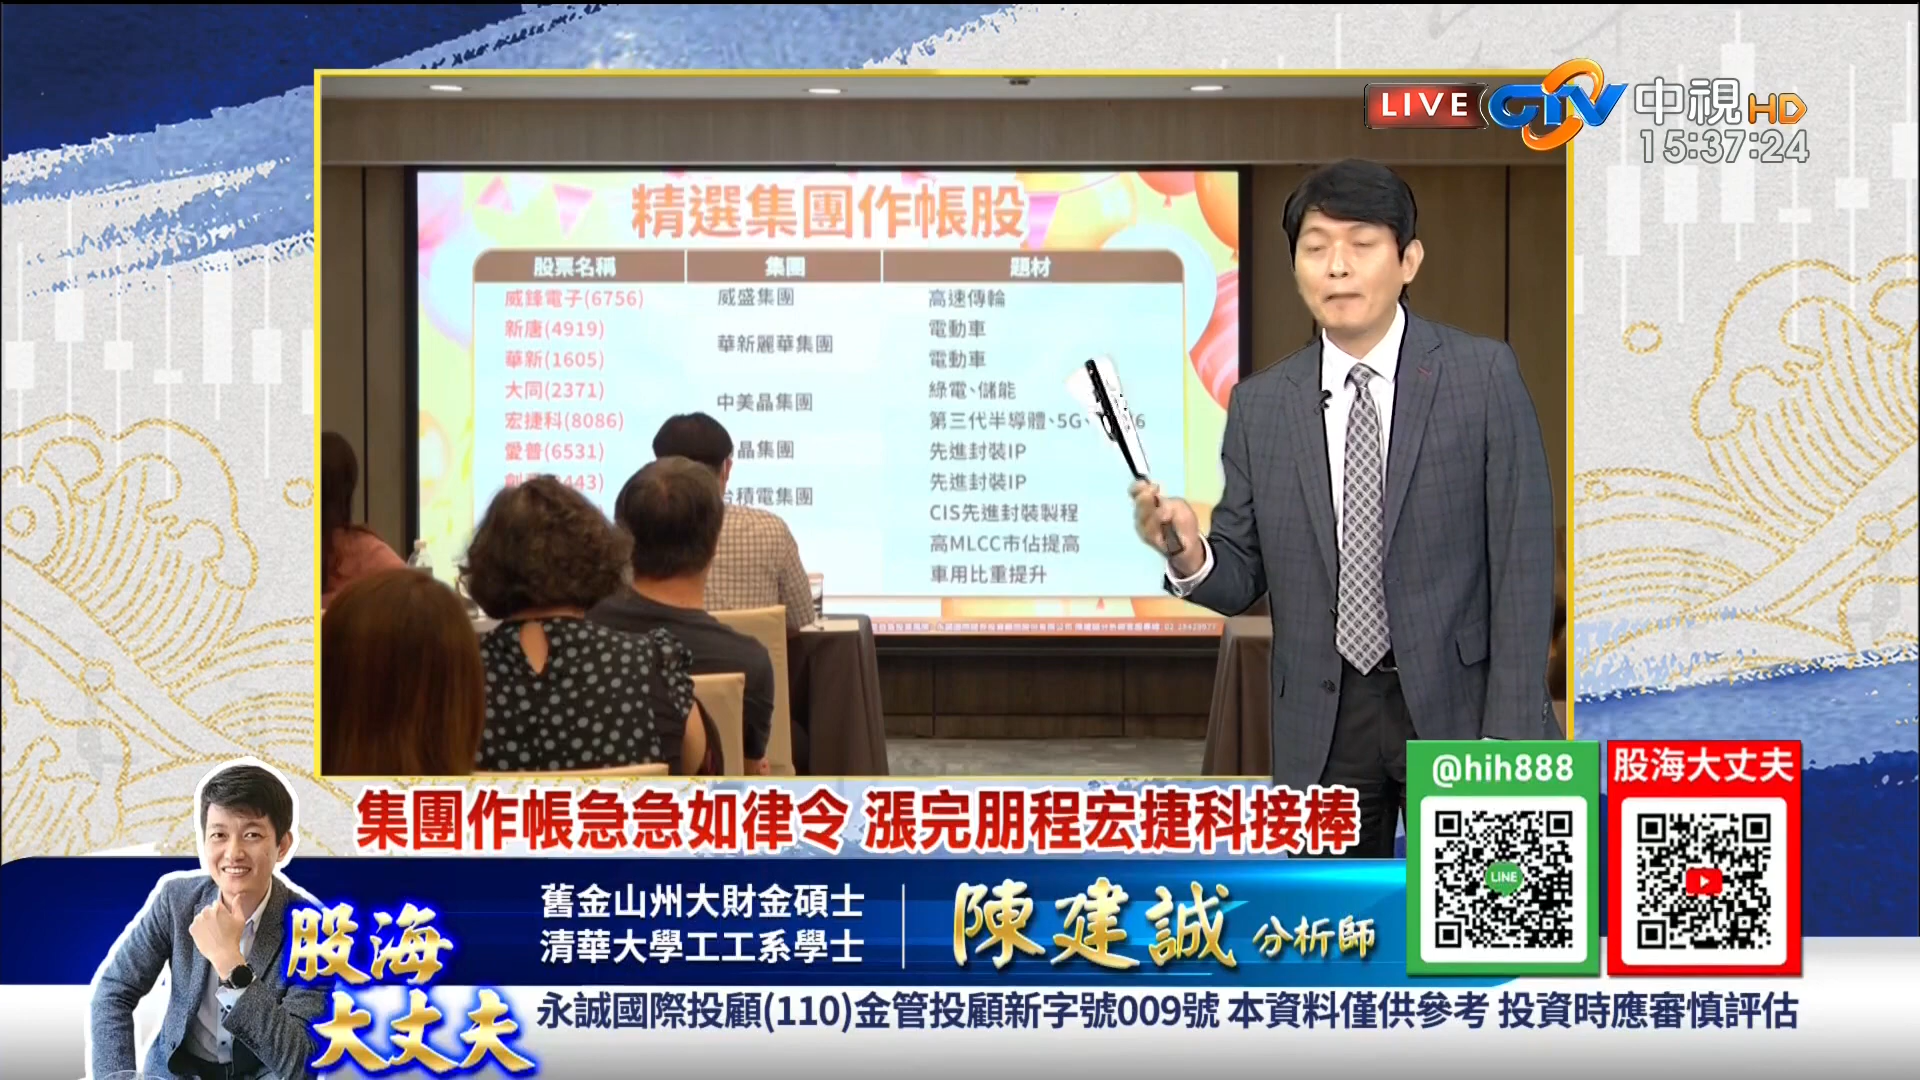 LIVE CTV 中視HD
15:37:24
精選集團作帳股
股票名稱 集團 題材
威鋒電子(6756) 威盛集團 高速傳輪
新唐(4919) 華新麗華集團 電動車
華新(1605) 電動車
大同(2371) 中美晶集團 綠電、儲能
宏捷科(8086) 第三代半導體、5G、 6
愛普(6531) 晶集團 先進封裝IP
443) 台積電集團 先進封裝IP
CIS先進封裝製程
高MLCC市佔提高
車用比重提升
@hih888 股海大丈夫
LINE
集團作帳急急如律令 漲完朋程宏捷科接棒
舊金山州大財金碩士
清華大學工工系學士
陳建誠 分析師
股海
大丈夫
永誠國際投顧(110)金管投顧新字號009號 本資料僅供參考 投資時應審慎評估